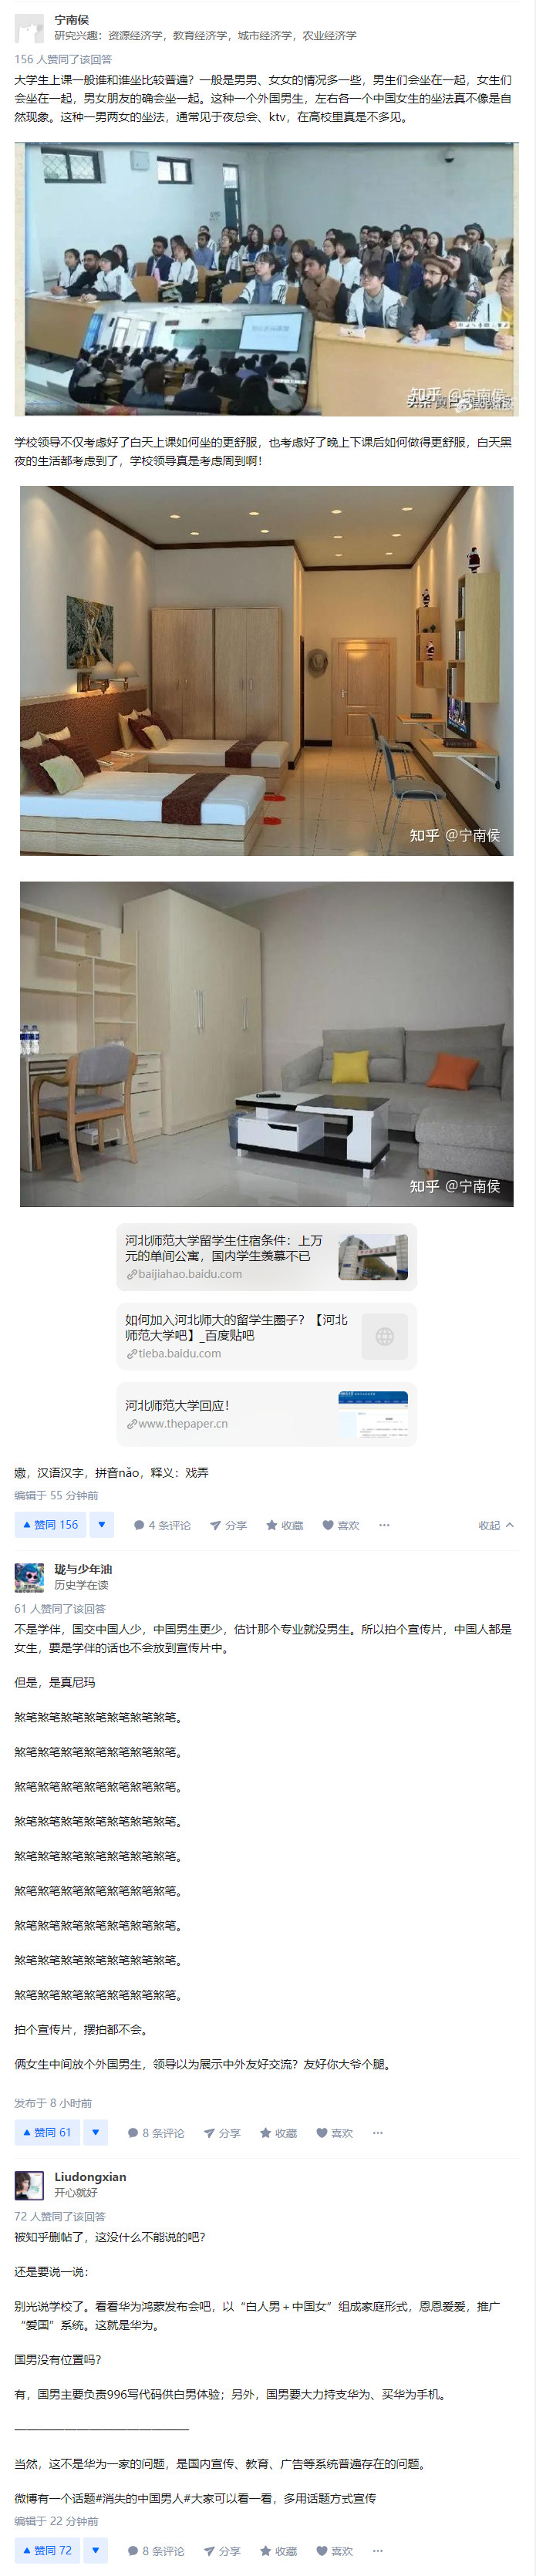 宁南侯
研究兴趣：资源经济学，教育经济学，城市经济学，农业经济学
156 人赞同了该回答
大学生上课一般谁和谁坐比较普遍？一般是男男、女女的情况多一些，男生们会坐在一起，女生们
会坐在一起，男女朋友的确会坐一起。这种一个外国男生，左右各一个中国女生的坐法真不像是自
然现象。这种一男两女的坐法，通常见于夜总会、ktv，在高校里真是不多见。
知乎 @宁南侯
学校领导不仅考虑好了白天上课如何坐的更舒服，也考虑好了晚上下课后如何做得更舒服，白天黑
夜的生活都考虑到了，学校领导真是考虑周到啊！
知乎 @宁南侯
知乎 @宁南侯
河北师范大学留学生住宿条件：上万
元的单间公寓，国内学生羡慕不已
baijiahao.baidu.com
如何加入河北师大的留学生圈子？【河北
师范大学吧】_百度贴吧
tieba.baidu.com
河北师范大学回应！
www.thepaper.cn
嫐，汉语汉字，拼音nǎo，释义：戏弄
编辑于 55 分钟前
赞同 156 4 条评论 分享 收藏 喜欢 ··· 收起
珑与少年油
历史学在读
61 人赞同了该回答
不是学伴，国交中国人少，中国男生更少，估计那个专业就没男生。所以拍个宣传片，中国人都是
女生，要是学伴的话也不会放到宣传片中。
但是，是真尼玛
煞笔煞笔煞笔煞笔煞笔煞笔煞笔。
煞笔煞笔煞笔煞笔煞笔煞笔煞笔。
煞笔煞笔煞笔煞笔煞笔煞笔煞笔。
煞笔煞笔煞笔煞笔煞笔煞笔煞笔。
煞笔煞笔煞笔煞笔煞笔煞笔煞笔。
煞笔煞笔煞笔煞笔煞笔煞笔煞笔。
煞笔煞笔煞笔煞笔煞笔煞笔煞笔。
煞笔煞笔煞笔煞笔煞笔煞笔煞笔。
煞笔煞笔煞笔煞笔煞笔煞笔煞笔。
拍个宣传片，摆拍都不会。
俩女生中间放个外国男生，领导以为展示中外友好交流？友好你大爷个腿。
发布于 8 小时前
赞同 61 8 条评论 分享 收藏 喜欢 ···
Liudongxian
开心就好
72 人赞同了该回答
被知乎删帖了，这没什么不能说的吧？
还是要说一说：
别光说学校了。看看华为鸿蒙发布会吧，以“白人男＋中国女”组成家庭形式，恩恩爱爱，推广
“爱国”系统。这就是华为。
国男没有位置吗？
有，国男主要负责996写代码供白男体验；另外，国男要大力持支华为、买华为手机。
———————————————
当然，这不是华为一家的问题，是国内宣传、教育、广告等系统普遍存在的问题。
微博有一个话题#消失的中国男人#大家可以看一看，多用话题方式宣传
编辑于 22 分钟前
赞同 72 8 条评论 分享 收藏 喜欢 ···